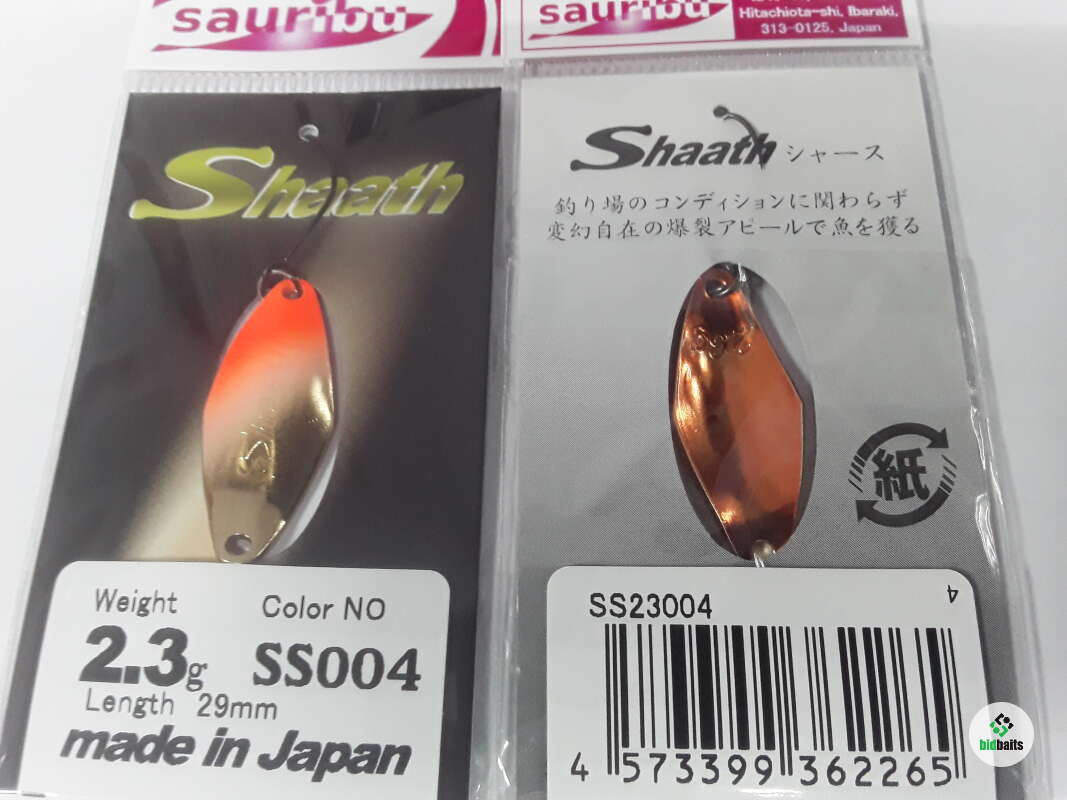 sauribu
Shaath
Weight
Color NO
2.3g
SS004
Length 29mm
made in Japan
sauribu
Hitachiota-shi, Ibaraki,
313-0125, Japan
Shaath シャース
釣り場のコンディションに関わらず
変幻自在の爆裂アピールで魚を獲る
紙
SS23004
4
4 573399 362265
bidbaits